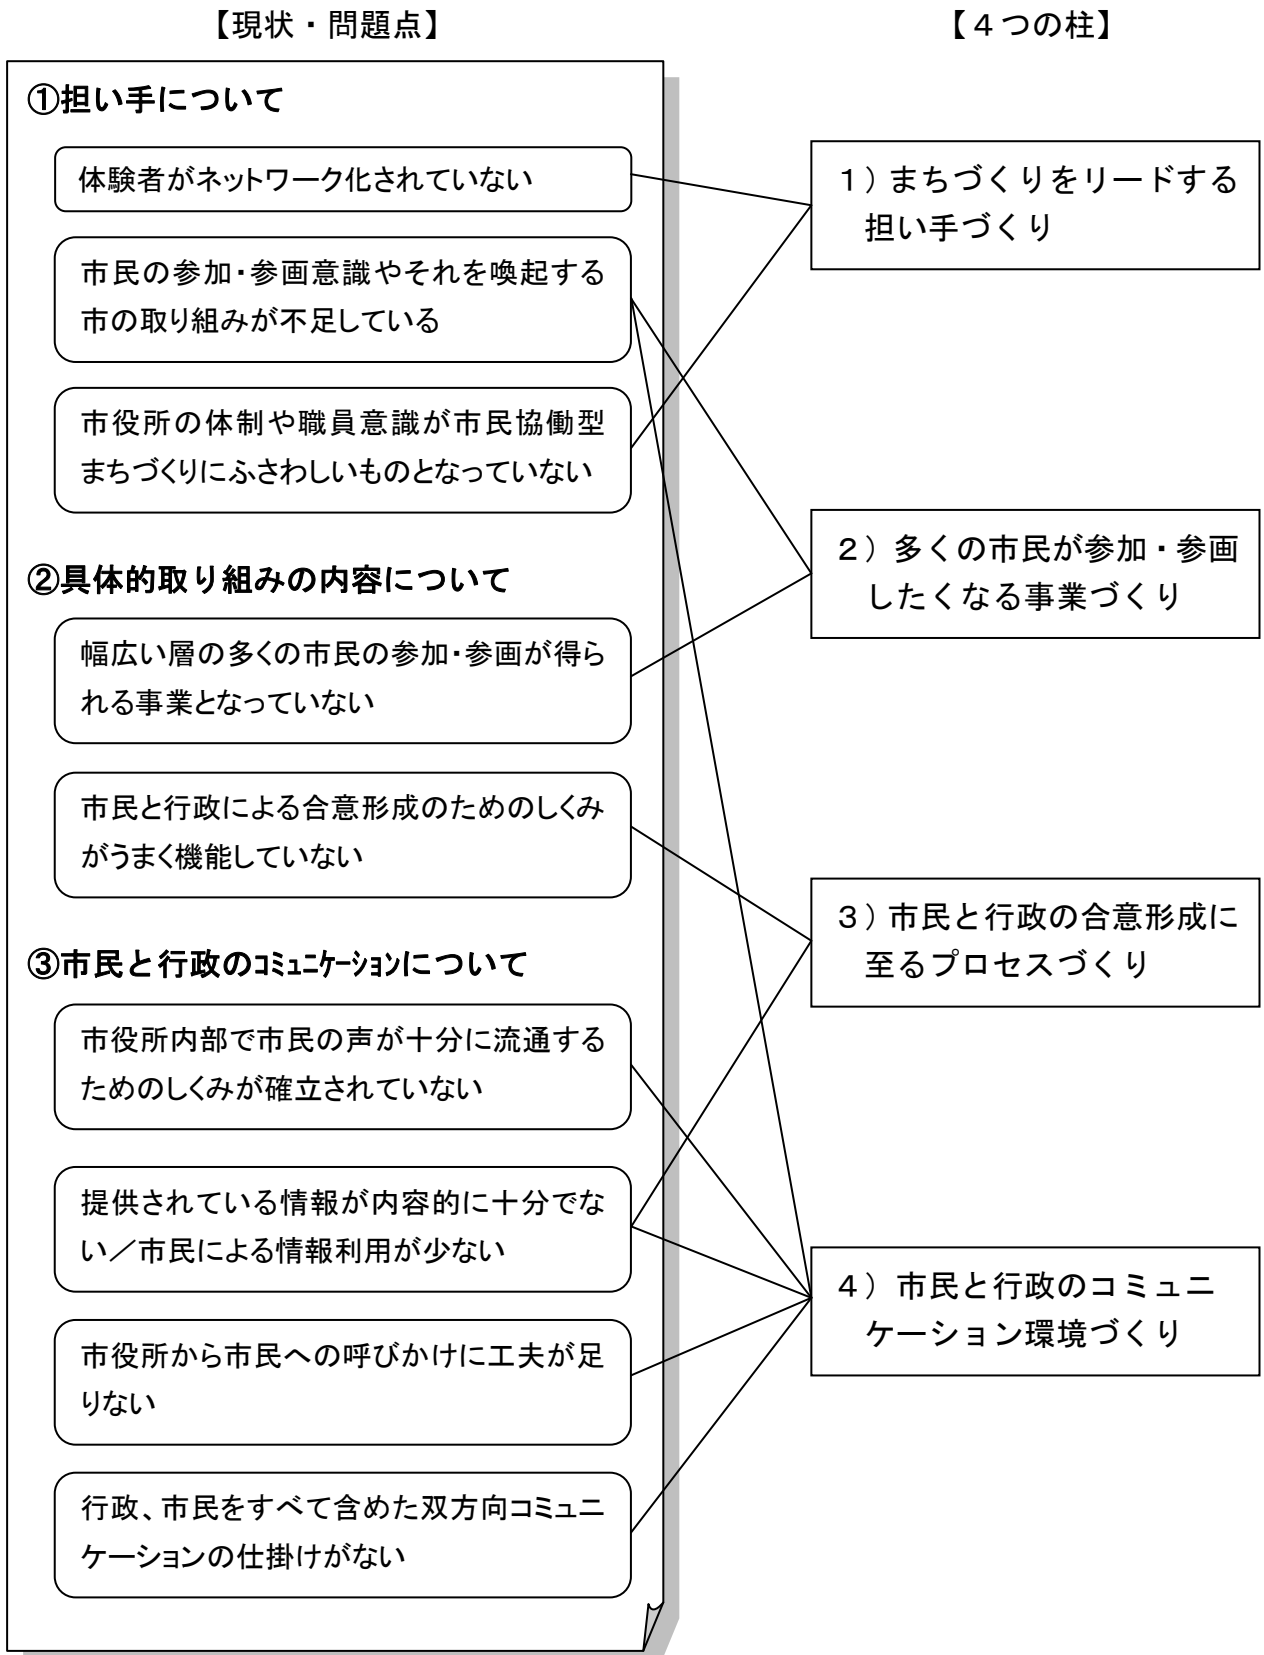 【現状・問題点】
【４つの柱】
①担い手について
体験者がネットワーク化されていない
市民の参加・参画意識やそれを喚起する
市の取り組みが不足している
市役所の体制や職員意識が市民協働型
まちづくりにふさわしいものとなっていない
②具体的取り組みの内容について
幅広い層の多くの市民の参加・参画が得ら
れる事業となっていない
市民と行政による合意形成のためのしくみ
がうまく機能していない
③市民と行政のｺﾐｭﾆｹｰｼｮﾝについて
市役所内部で市民の声が十分に流通する
ためのしくみが確立されていない
提供されている情報が内容的に十分でな
い／市民による情報利用が少ない
市役所から市民への呼びかけに工夫が足
りない
行政、市民をすべて含めた双方向コミュニ
ケーションの仕掛けがない
１）まちづくりをリードする
担い手づくり
２）多くの市民が参加・参画
したくなる事業づくり
３）市民と行政の合意形成に
至るプロセスづくり
４）市民と行政のコミュニ
ケーション環境づくり